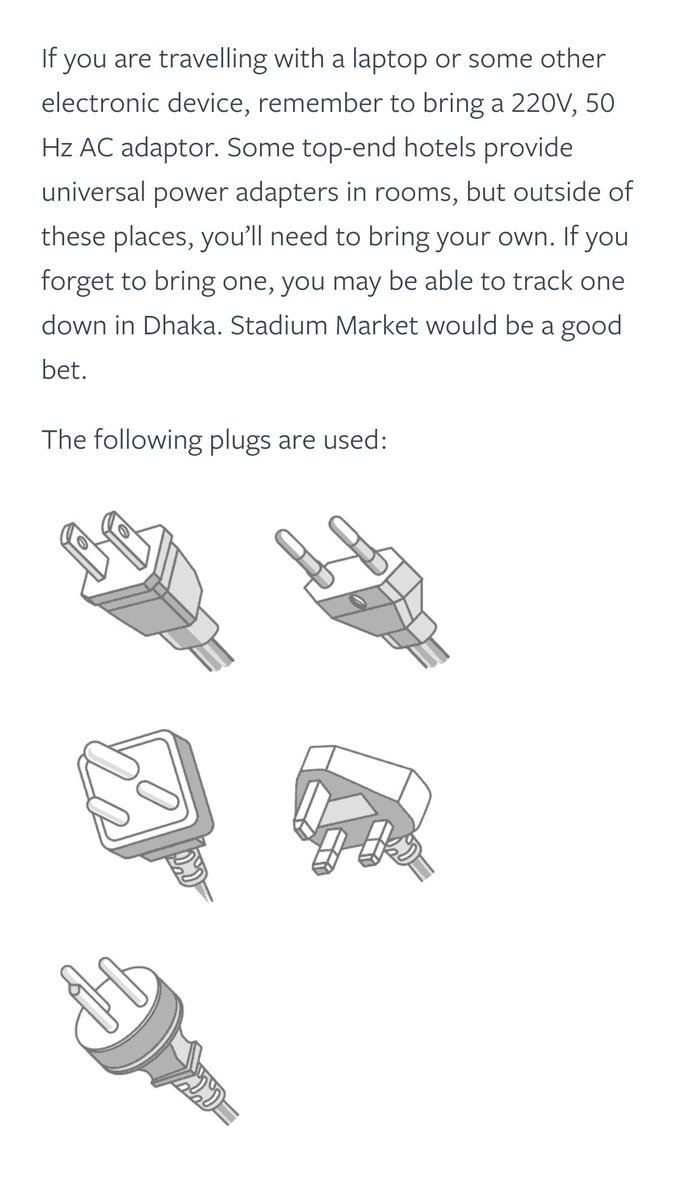 If you are travelling with a laptop or some other
electronic device, remember to bring a 220V, 50
Hz AC adaptor. Some top-end hotels provide
universal power adapters in rooms, but outside of
these places, you’ll need to bring your own. If you
forget to bring one, you may be able to track one
down in Dhaka. Stadium Market would be a good
bet.
The following plugs are used: